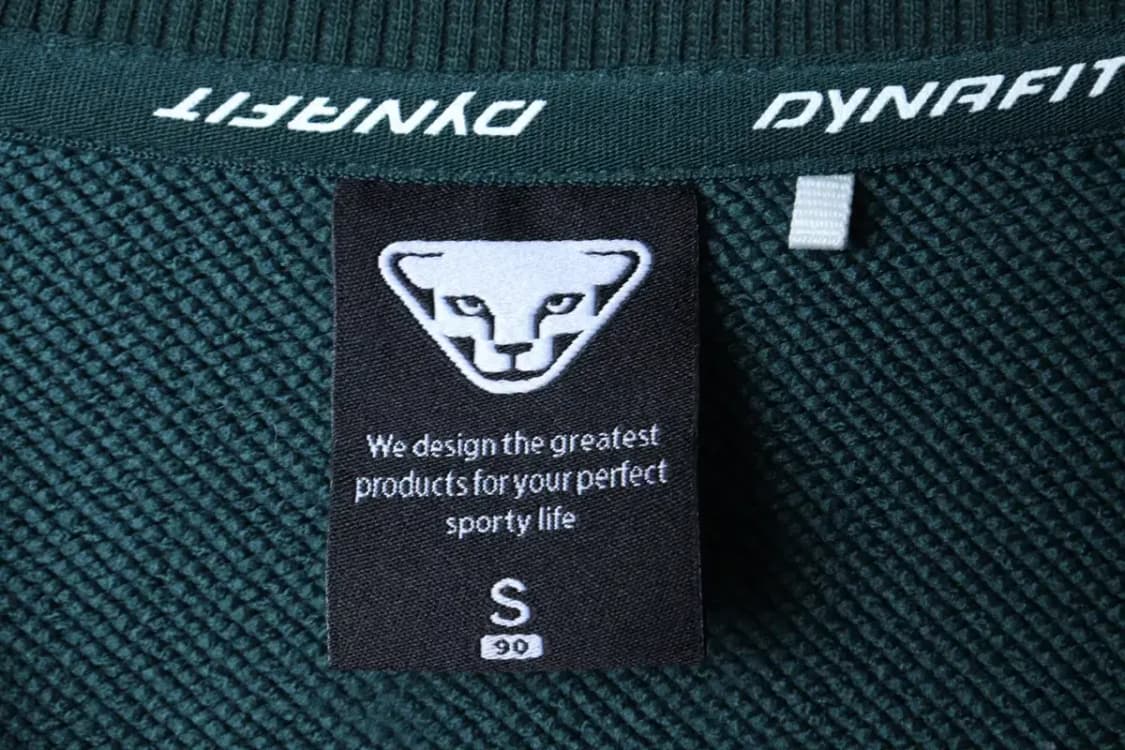 DYNAFIT
DYNAFIT
We design the greatest
products for your perfect
sporty life
S
90